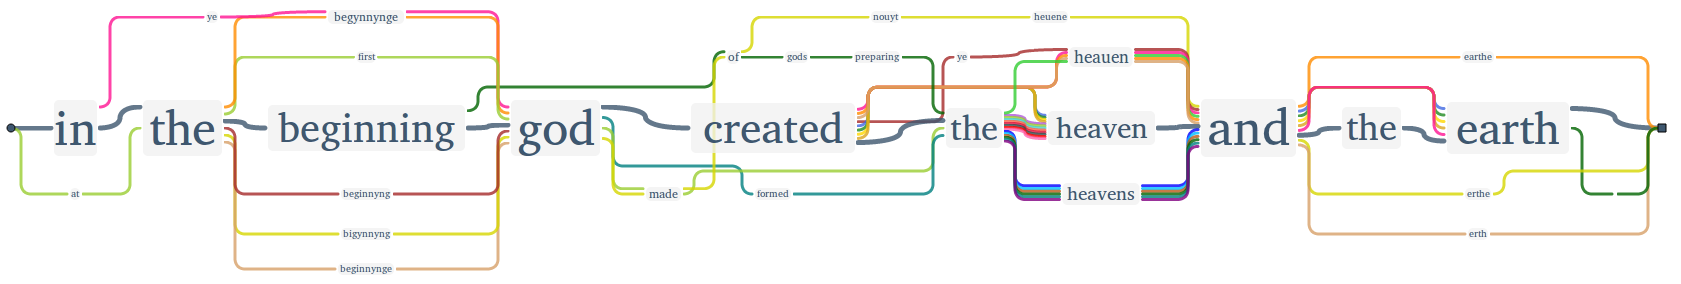 ye begynnynge nouyt heuene
first of gods preparing ye heauen earthe
in the beginning god created the heaven and the earth
at beginnyng made formed heavens erthe
bigynnyng erth
beginnynge